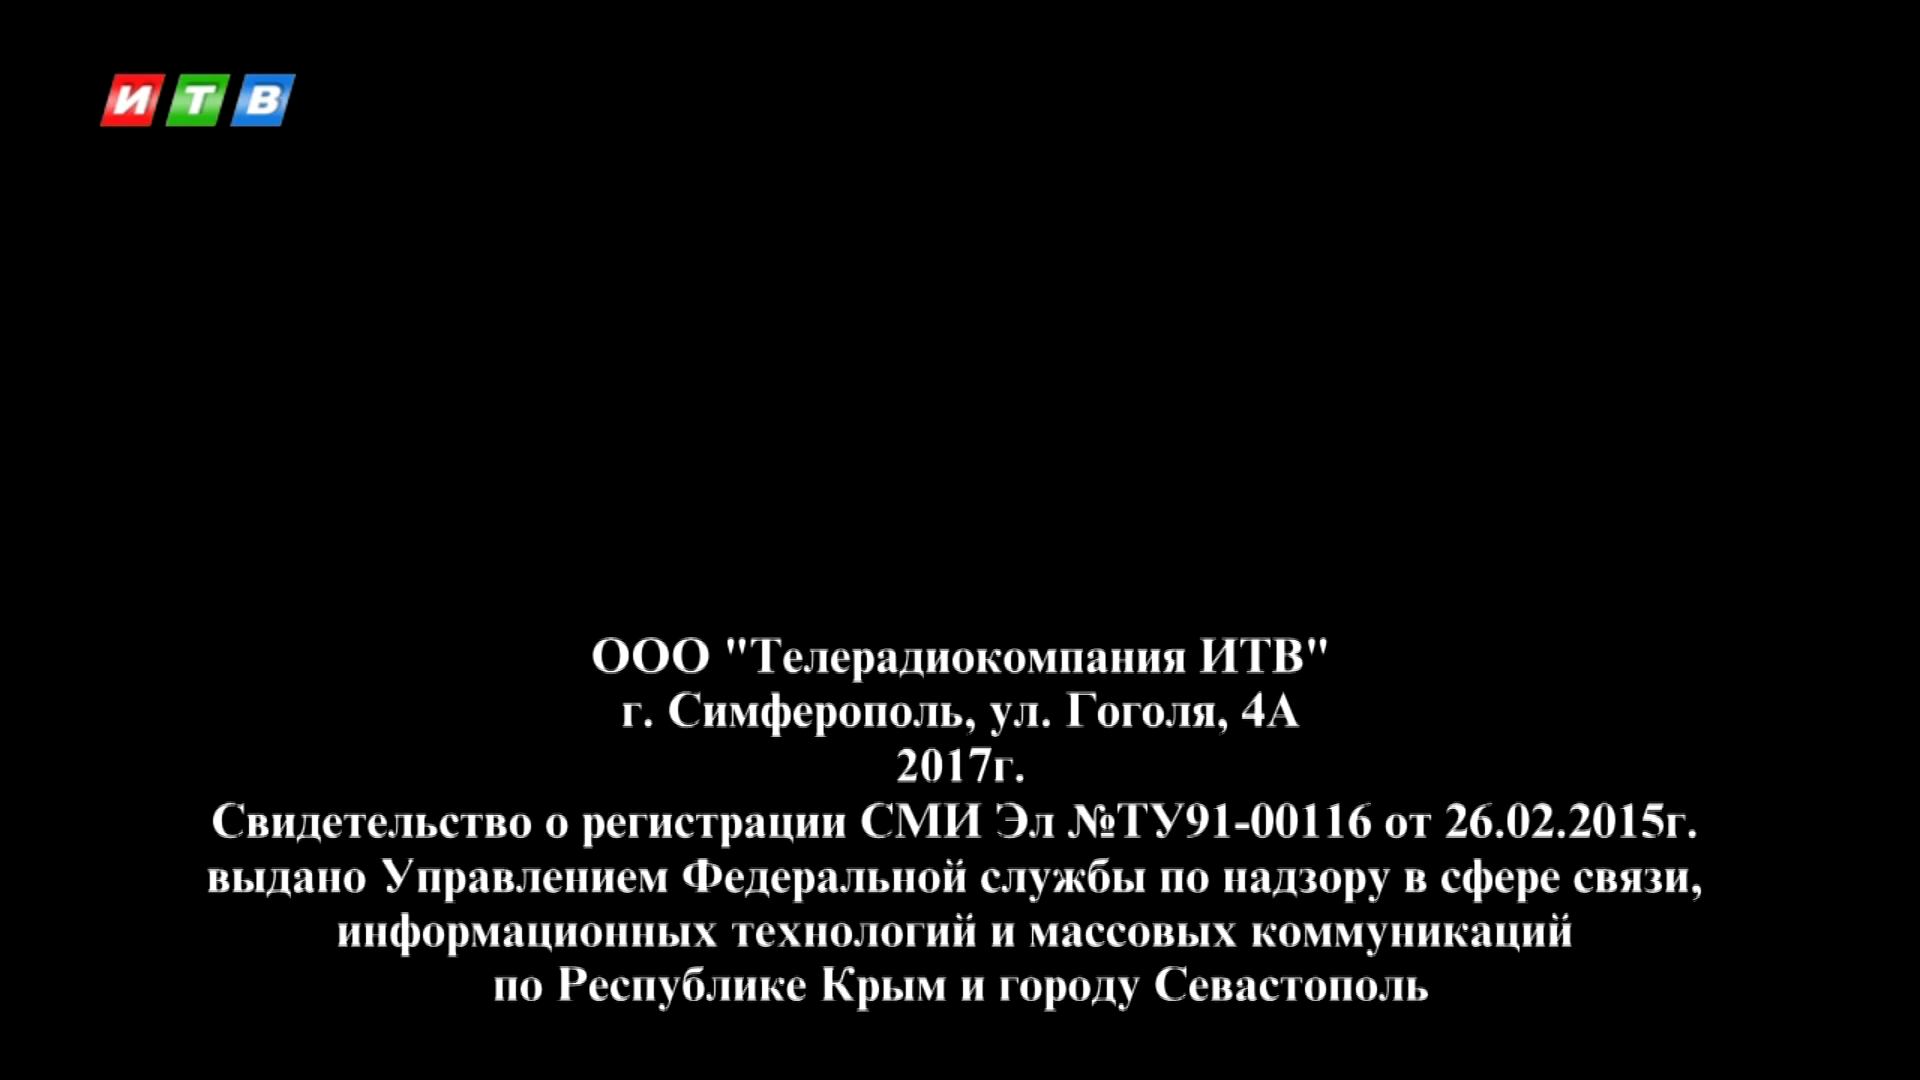 ИТВ
ООО "Телерадиокомпания ИТВ"
г. Симферополь, ул. Гоголя, 4А
2017г.
Свидетельство о регистрации СМИ Эл №ТУ91-00116 от 26.02.2015г.
выдано Управлением Федеральной службы по надзору в сфере связи,
информационных технологий и массовых коммуникаций
по Республике Крым и городу Севастополь